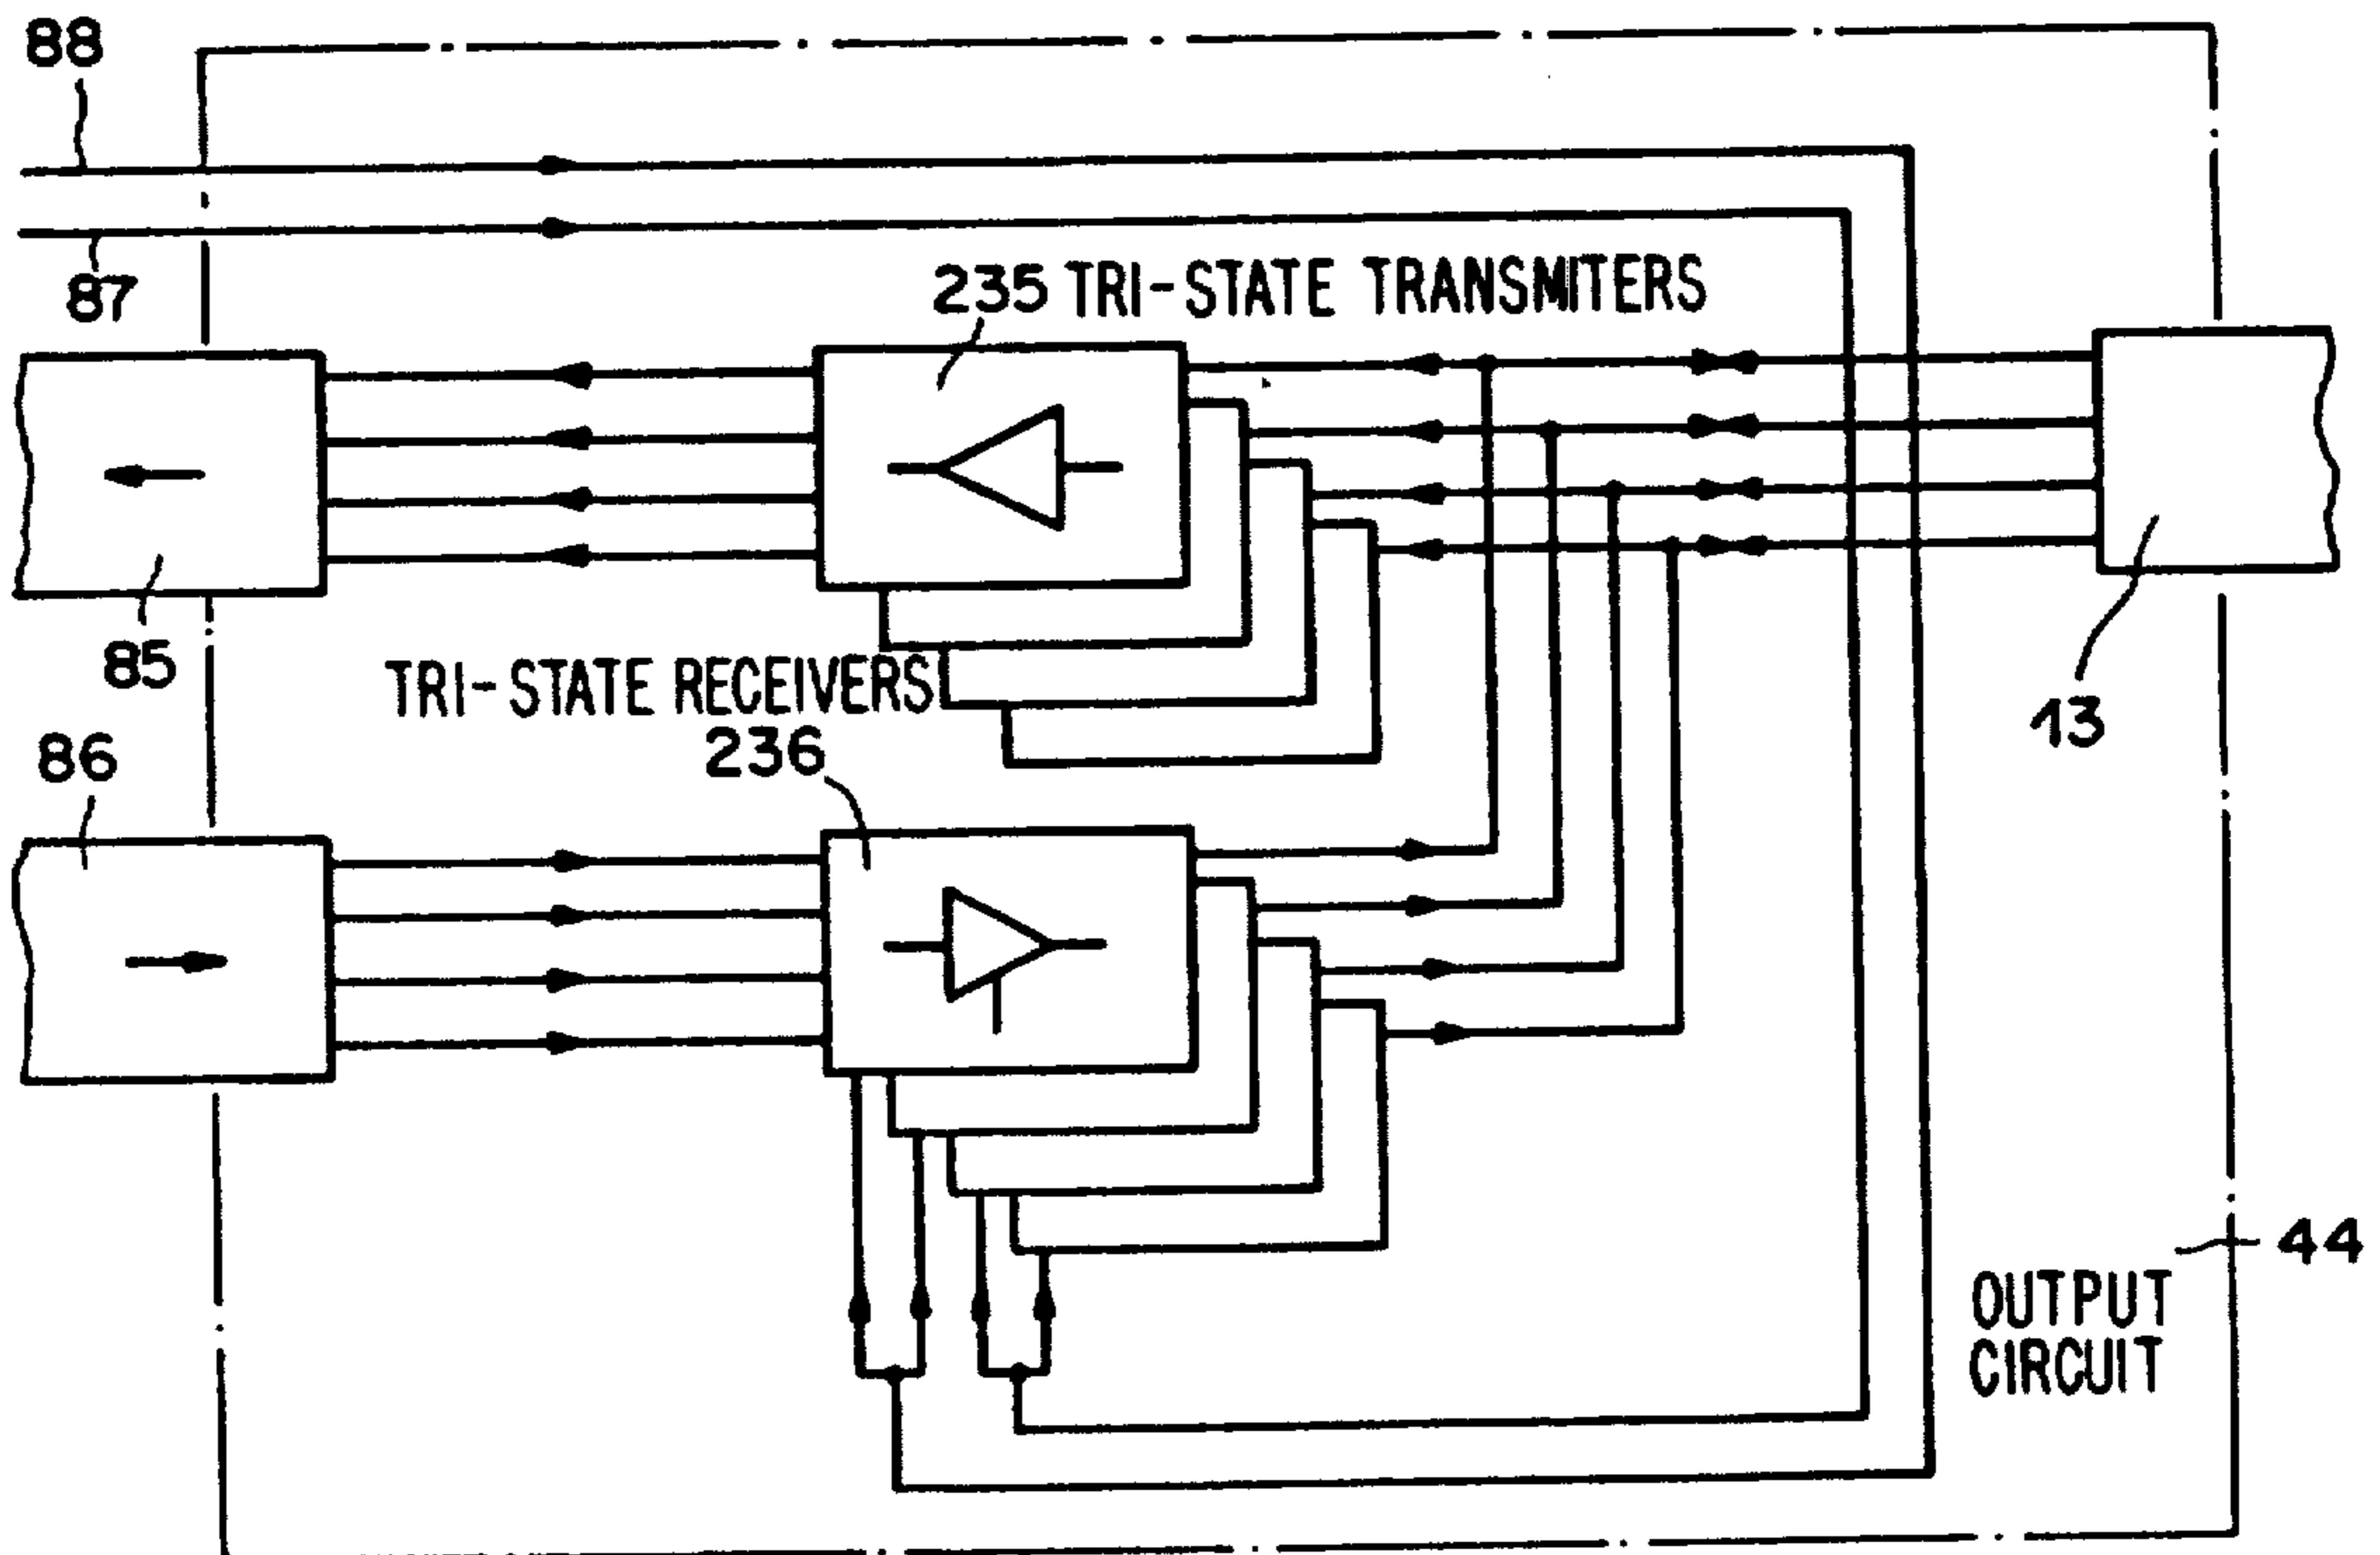 88
87
235 TRI-STATE TRANSMITERS
85
TRI-STATE RECEIVERS
236
13
86
44
OUTPUT
CIRCUIT